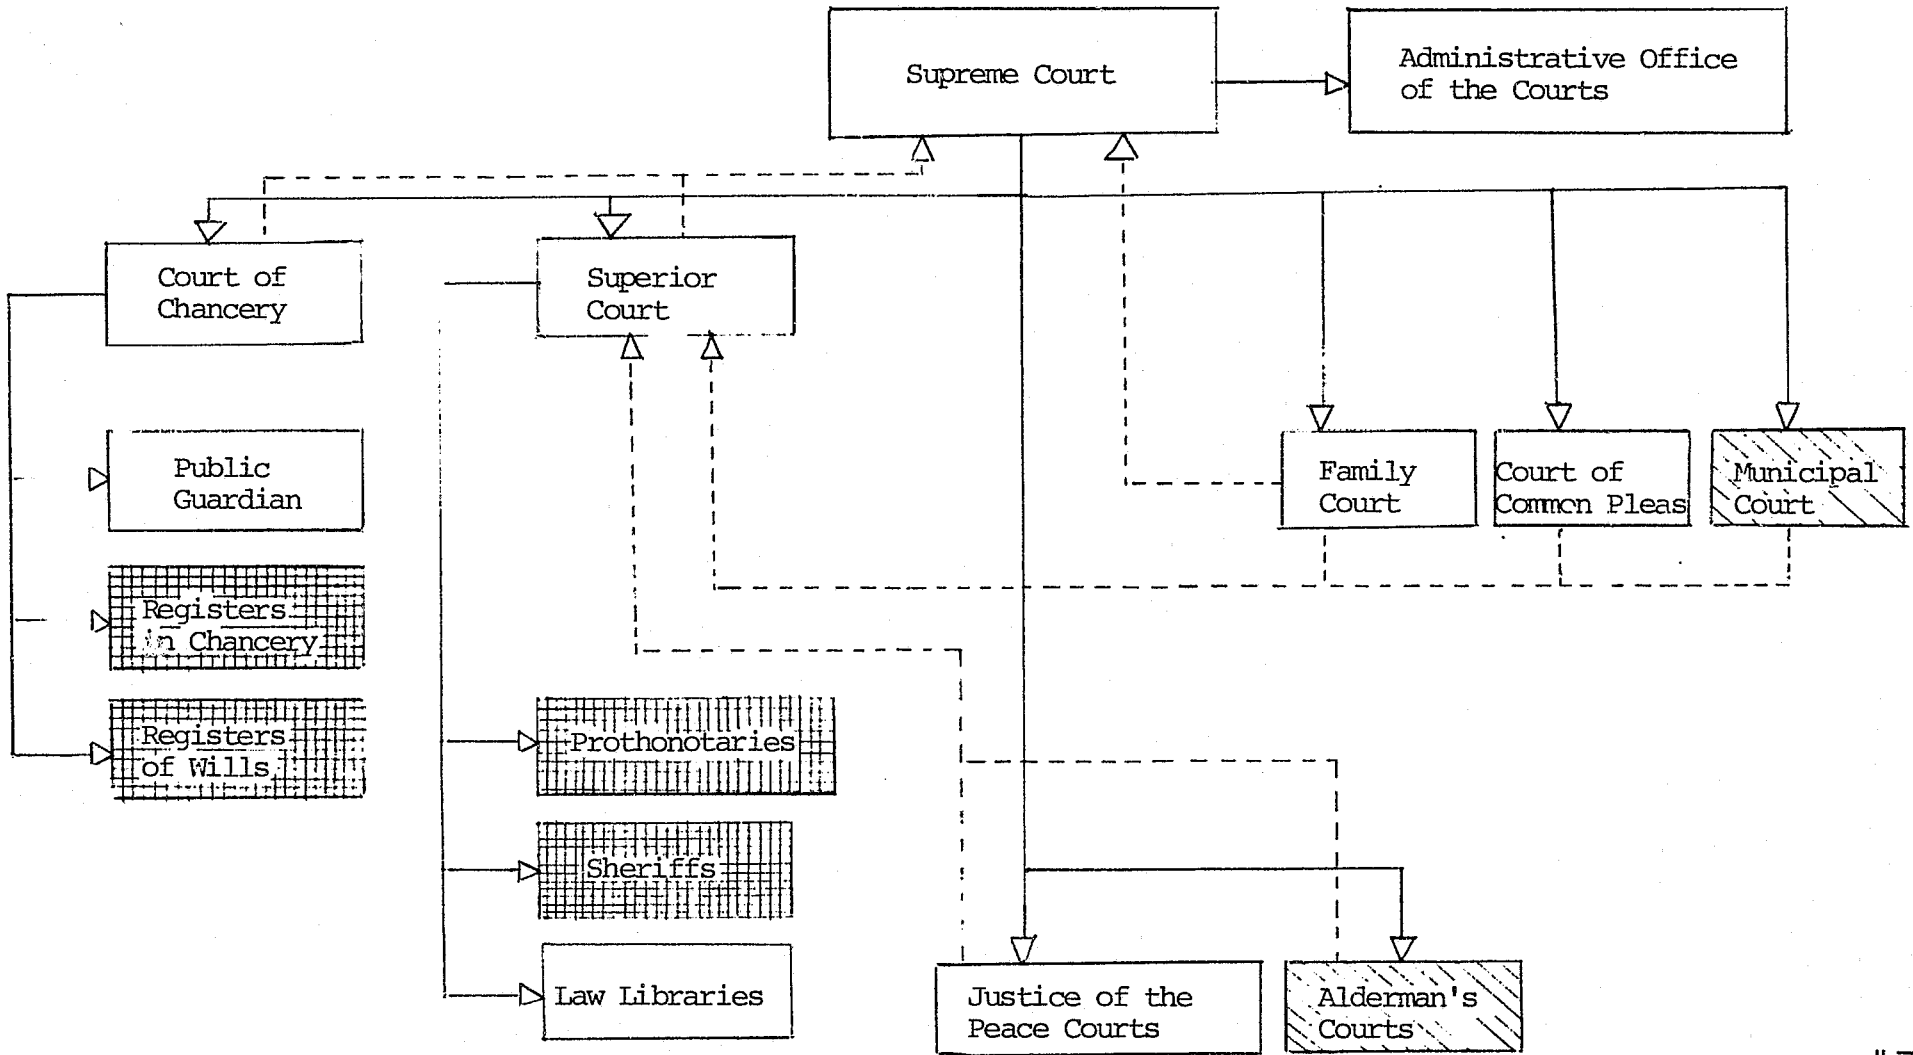 Supreme Court
Administrative Office
of the Courts
Court of
Chancery
Superior
Court
Public
Guardian
Family
Court
Court of
Common Pleas
Municipal
Court
Registers
in Chancery
Registers
of Wills
Prothonotaries
Sheriffs
Law Libraries
Justice of the
Peace Courts
Alderman's
Courts